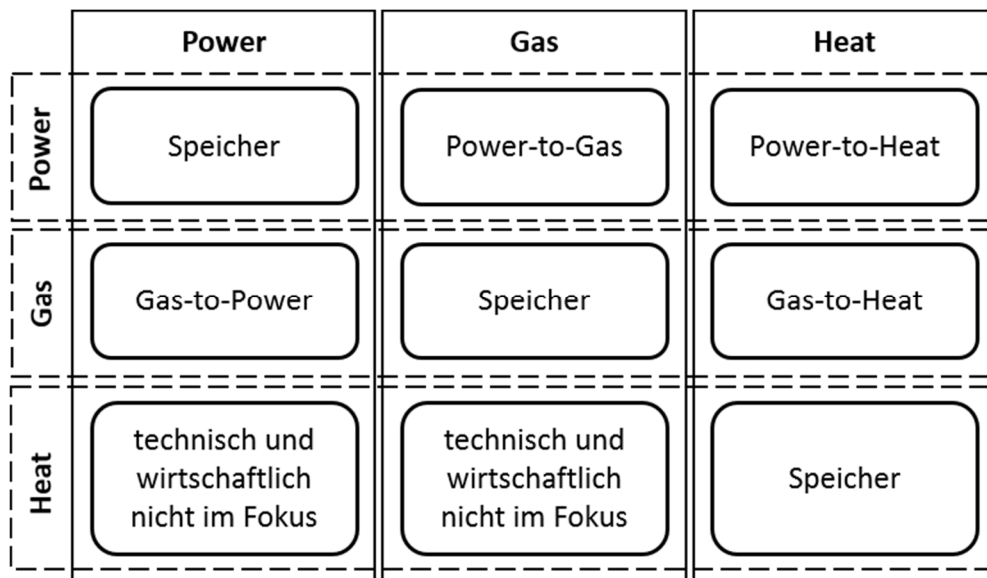 Power Gas Heat
Power
Speicher Power-to-Gas Power-to-Heat
Gas
Gas-to-Power Speicher Gas-to-Heat
Heat
technisch und
wirtschaftlich
nicht im Fokus
technisch und
wirtschaftlich
nicht im Fokus
Speicher